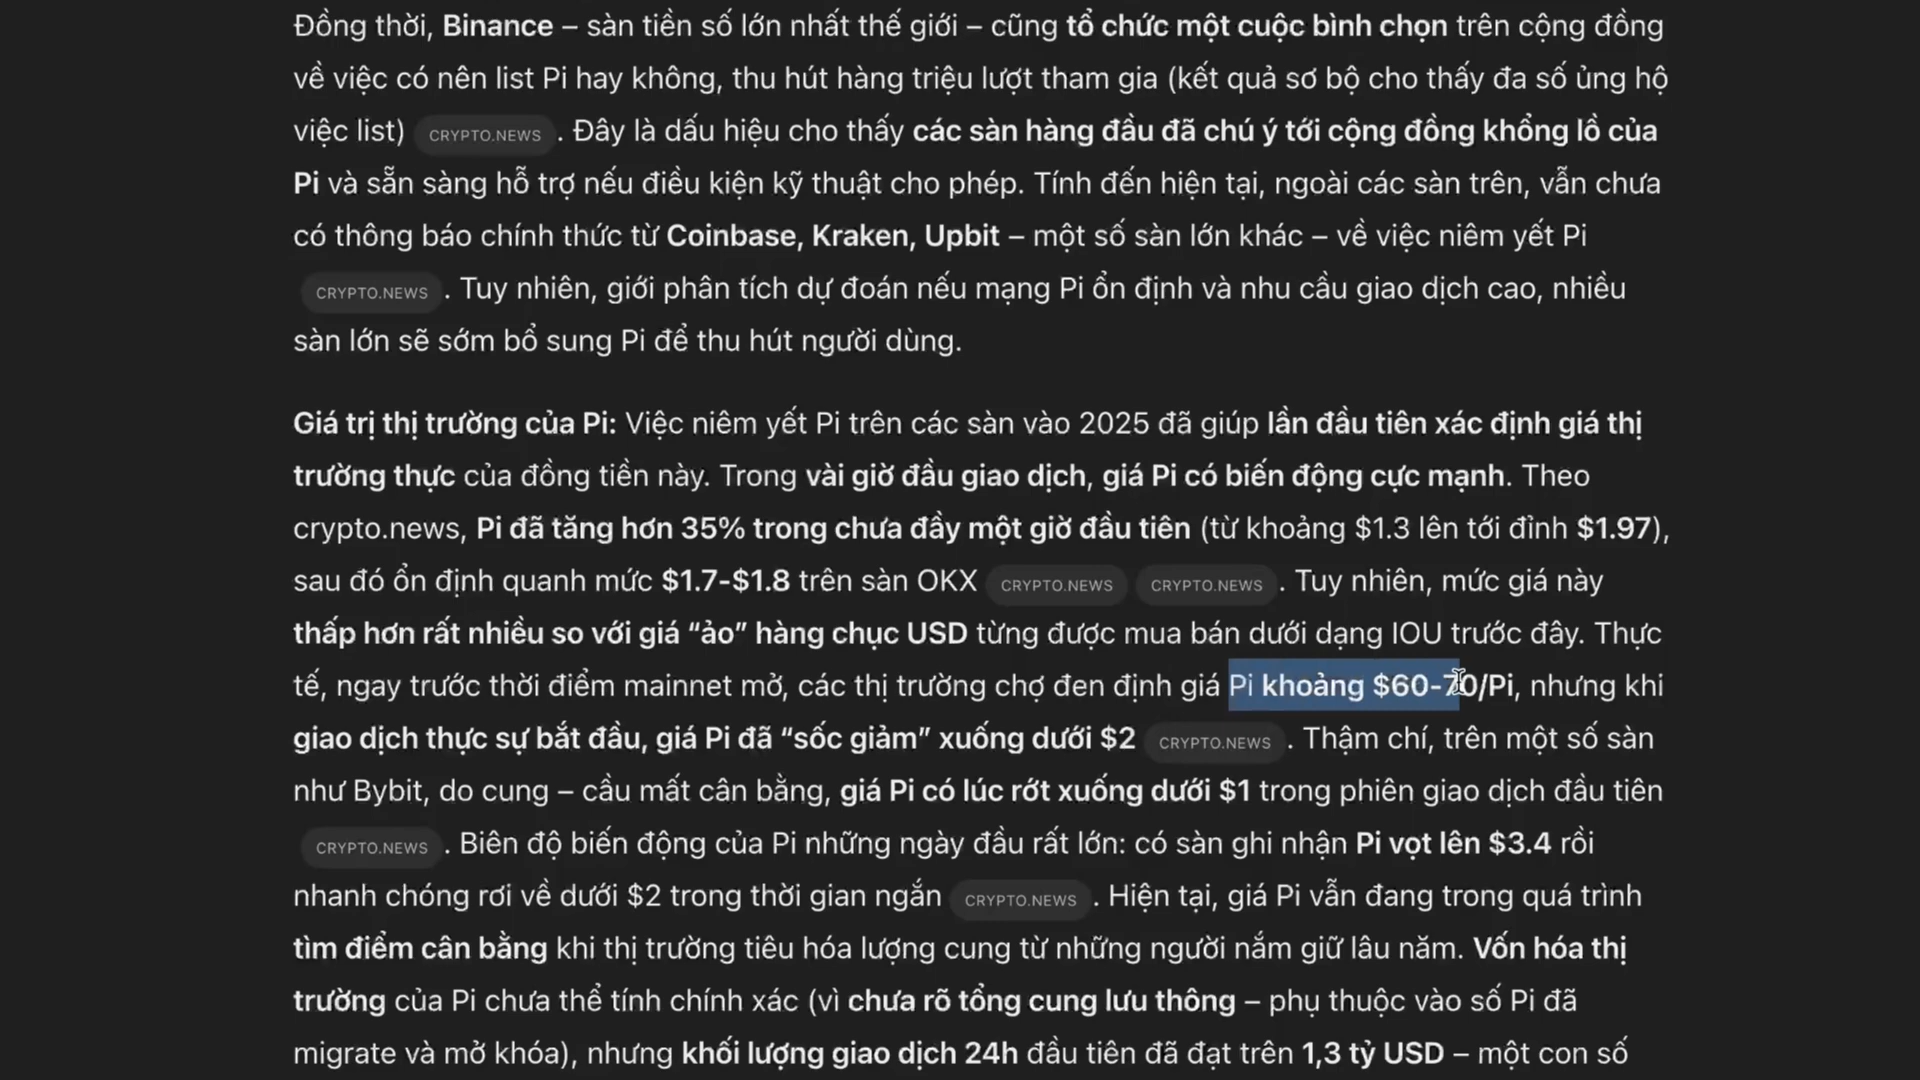 Đồng thời, Binance – sàn tiền số lớn nhất thế giới – cũng tổ chức một cuộc bình chọn trên cộng đồng
về việc có nên list Pi hay không, thu hút hàng triệu lượt tham gia (kết quả sơ bộ cho thấy đa số ủng hộ
việc list) CRYPTO.NEWS . Đây là dấu hiệu cho thấy các sàn hàng đầu đã chú ý tới cộng đồng khổng lồ của
Pi và sẵn sàng hỗ trợ nếu điều kiện kỹ thuật cho phép. Tính đến hiện tại, ngoài các sàn trên, vẫn chưa
có thông báo chính thức từ Coinbase, Kraken, Upbit – một số sàn lớn khác – về việc niêm yết Pi
CRYPTO.NEWS . Tuy nhiên, giới phân tích dự đoán nếu mạng Pi ổn định và nhu cầu giao dịch cao, nhiều
sàn lớn sẽ sớm bổ sung Pi để thu hút người dùng.
Giá trị thị trường của Pi: Việc niêm yết Pi trên các sàn vào 2025 đã giúp lần đầu tiên xác định giá thị
trường thực của đồng tiền này. Trong vài giờ đầu giao dịch, giá Pi có biến động cực mạnh. Theo
crypto.news, Pi đã tăng hơn 35% trong chưa đầy một giờ đầu tiên (từ khoảng $1.3 lên tới đỉnh $1.97),
sau đó ổn định quanh mức $1.7-$1.8 trên sàn OKX CRYPTO.NEWS CRYPTO.NEWS . Tuy nhiên, mức giá này
thấp hơn rất nhiều so với giá “ảo” hàng chục USD từng được mua bán dưới dạng IOU trước đây. Thực
tế, ngay trước thời điểm mainnet mở, các thị trường chợ đen định giá Pi khoảng $60-70/Pi, nhưng khi
giao dịch thực sự bắt đầu, giá Pi đã “sốc giảm” xuống dưới $2 CRYPTO.NEWS . Thậm chí, trên một số sàn
như Bybit, do cung – cầu mất cân bằng, giá Pi có lúc rớt xuống dưới $1 trong phiên giao dịch đầu tiên
CRYPTO.NEWS . Biên độ biến động của Pi những ngày đầu rất lớn: có sàn ghi nhận Pi vọt lên $3.4 rồi
nhanh chóng rơi về dưới $2 trong thời gian ngắn CRYPTO.NEWS . Hiện tại, giá Pi vẫn đang trong quá trình
tìm điểm cân bằng khi thị trường tiêu hóa lượng cung từ những người nắm giữ lâu năm. Vốn hóa thị
trường của Pi chưa thể tính chính xác (vì chưa rõ tổng cung lưu thông – phụ thuộc vào số Pi đã
migrate và mở khóa), nhưng khối lượng giao dịch 24h đầu tiên đã đạt trên 1,3 tỷ USD – một con số